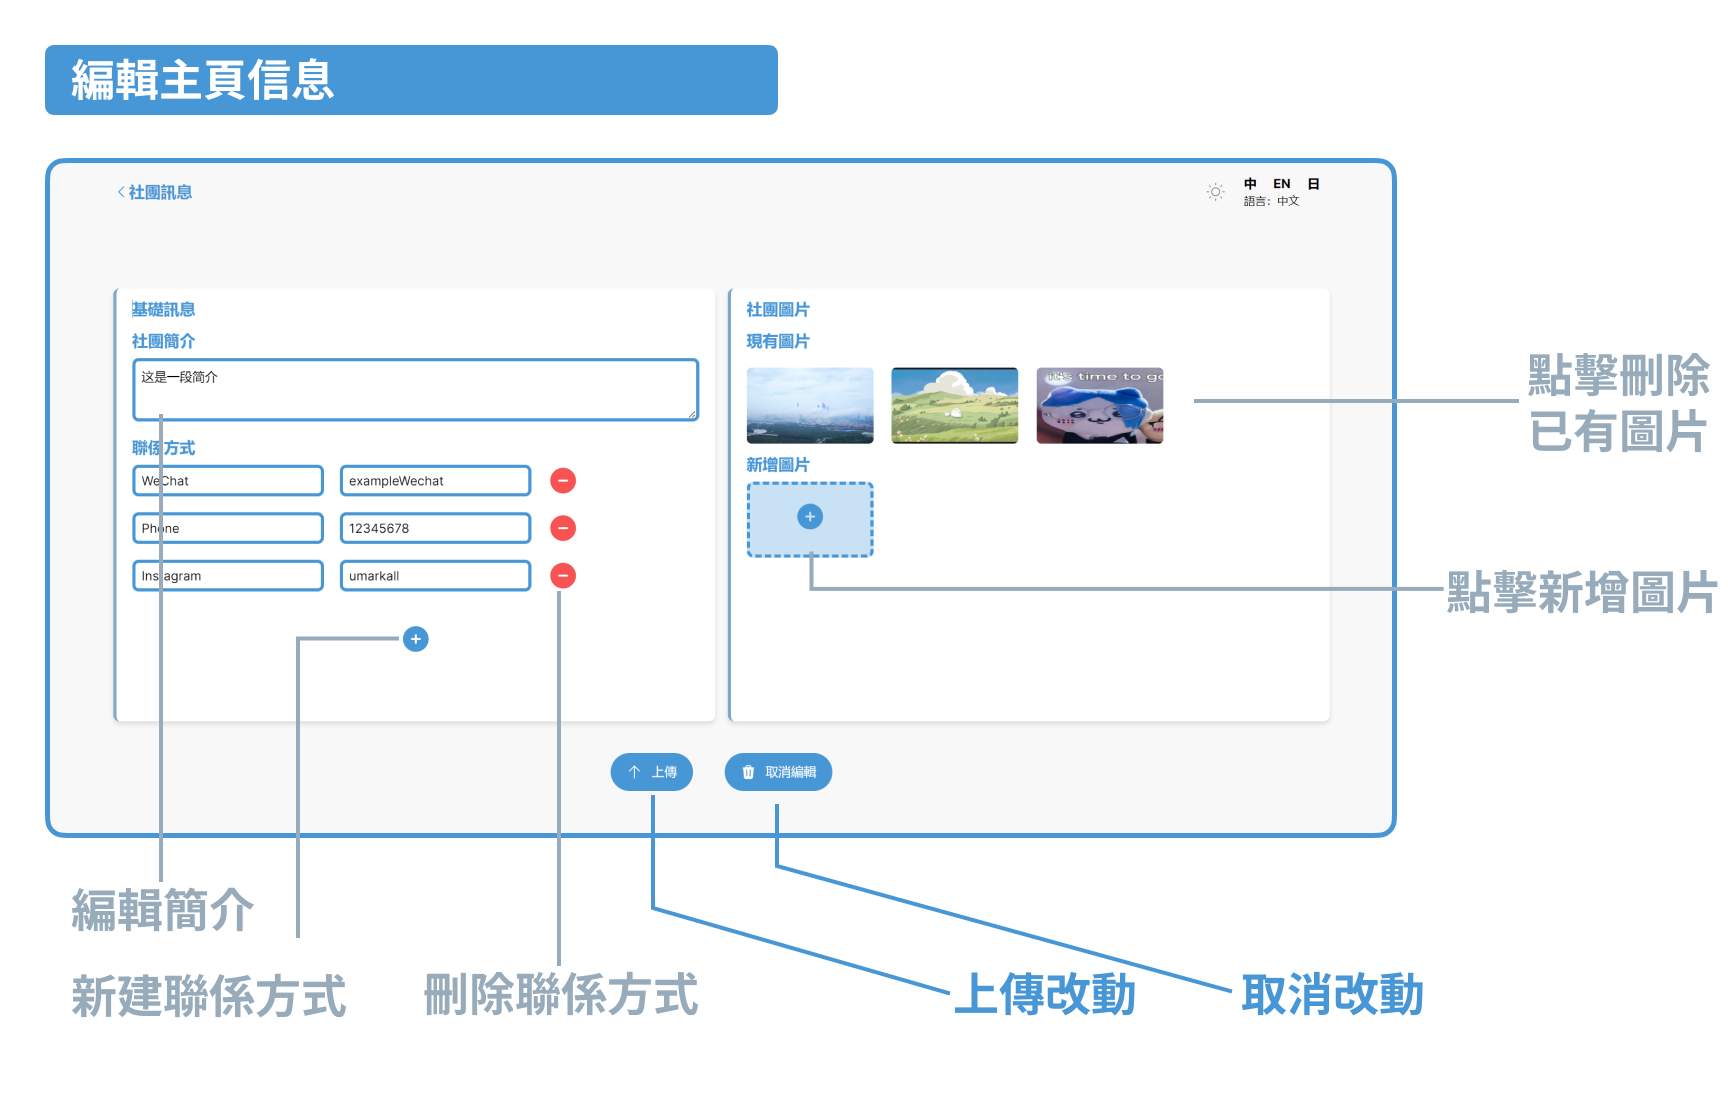 編輯主頁信息
社團訊息
中 EN 日
語言：中文
基礎訊息
社團簡介
这是一段简介
聯係方式
WeChat
exampleWechat
Phone
12345678
Instagram
umarkall
社團圖片
現有圖片
time to go
新增圖片
上傳
取消編輯
點擊刪除
已有圖片
點擊新增圖片
編輯簡介
新建聯係方式
刪除聯係方式
上傳改動
取消改動